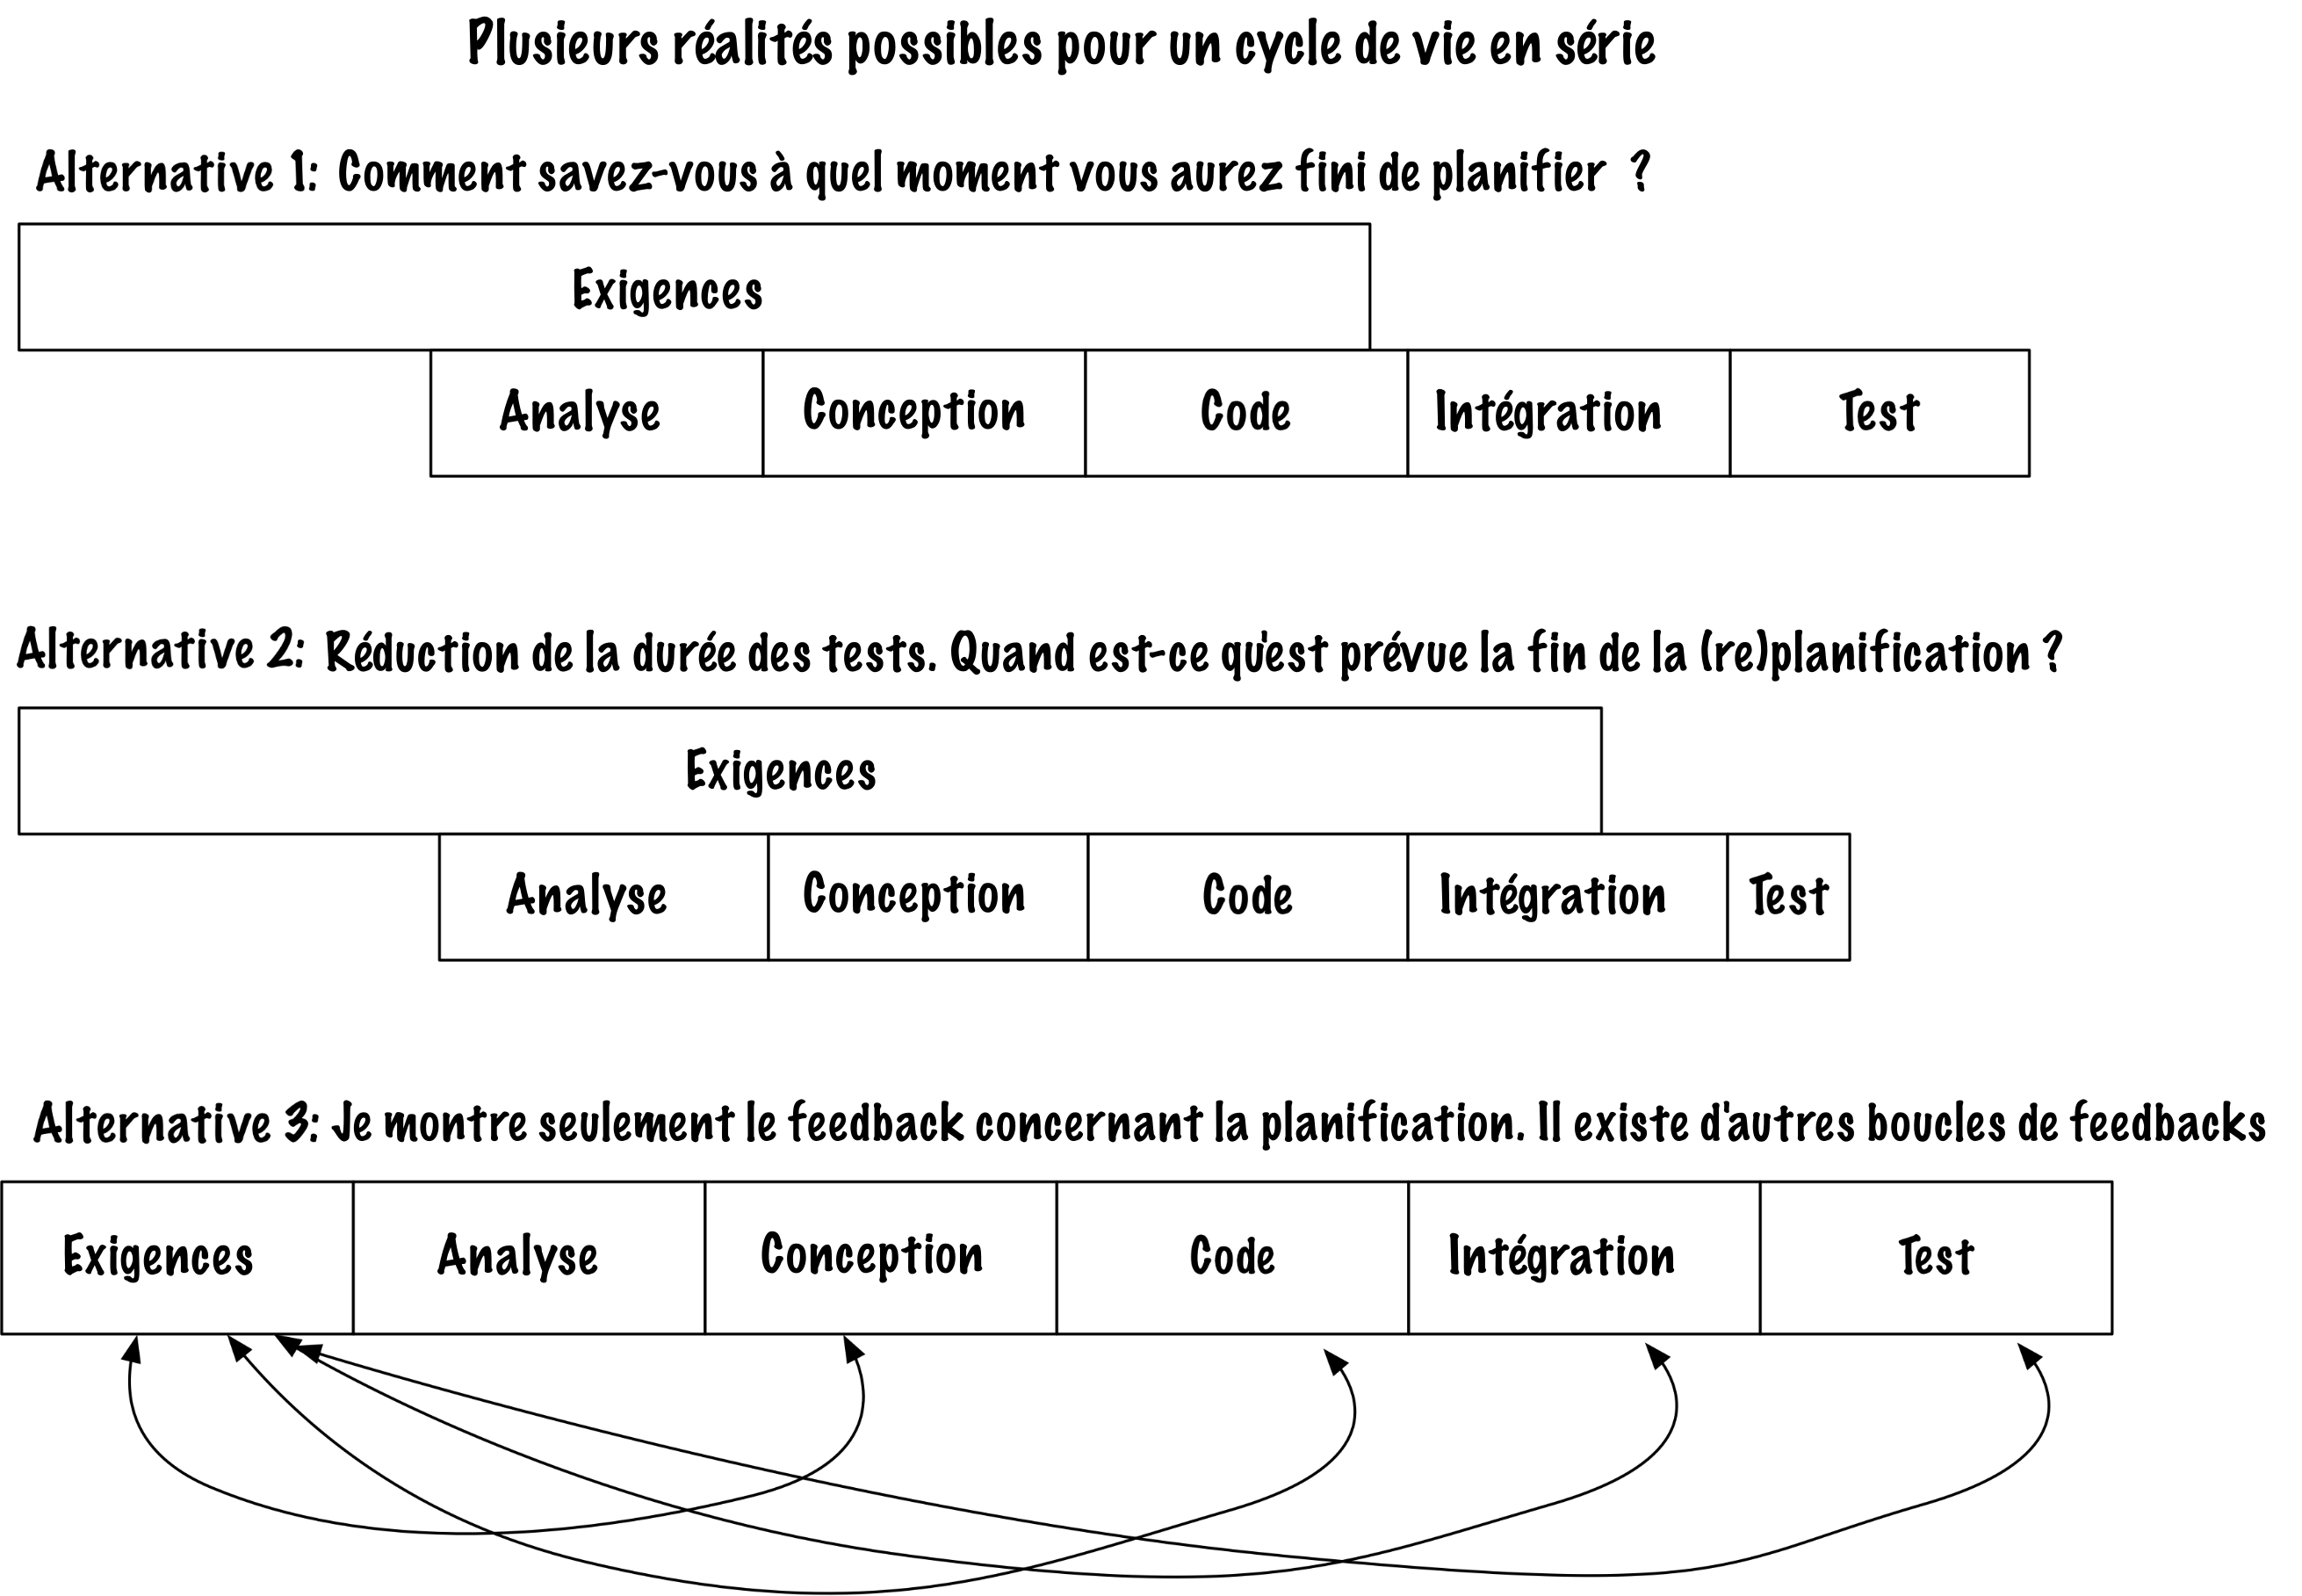 Plusieurs réalités possibles pour un cycle de vie en série
Alternative 1 : Comment savez-vous à quel moment vous aurez fini de planifier ?
Exigences
Analyse Conception Code Intégration Test
Alternative 2 : Réduction de la durée des tests. Quand est-ce qu'est prévue la fin de la (re)planification ?
Exigences
Analyse Conception Code Intégration Test
Alternative 3: Je montre seulement le feedback concernant la planification. Il existe d'autres boucles de feedbacks
Exigences Analyse Conception Code Intégration Test